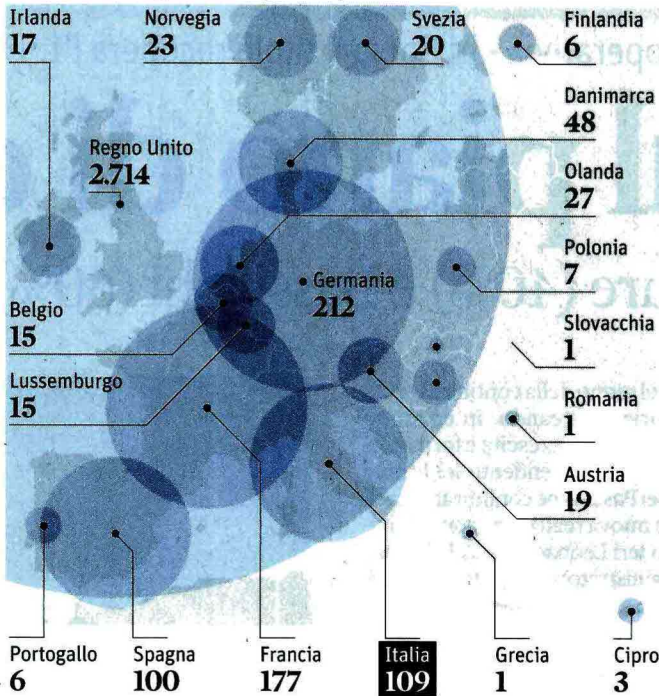 Irlanda
17
Norvegia
23
Svezia
20
Finlandia
6
Danimarca
48
Regno Unito
2.714
Olanda
27
Polonia
7
Germania
212
Belgio
15
Slovacchia
1
Lussemburgo
15
Romania
1
Austria
19
Portogallo
6
Spagna
100
Francia
177
Italia
109
Grecia
1
Cipro
3